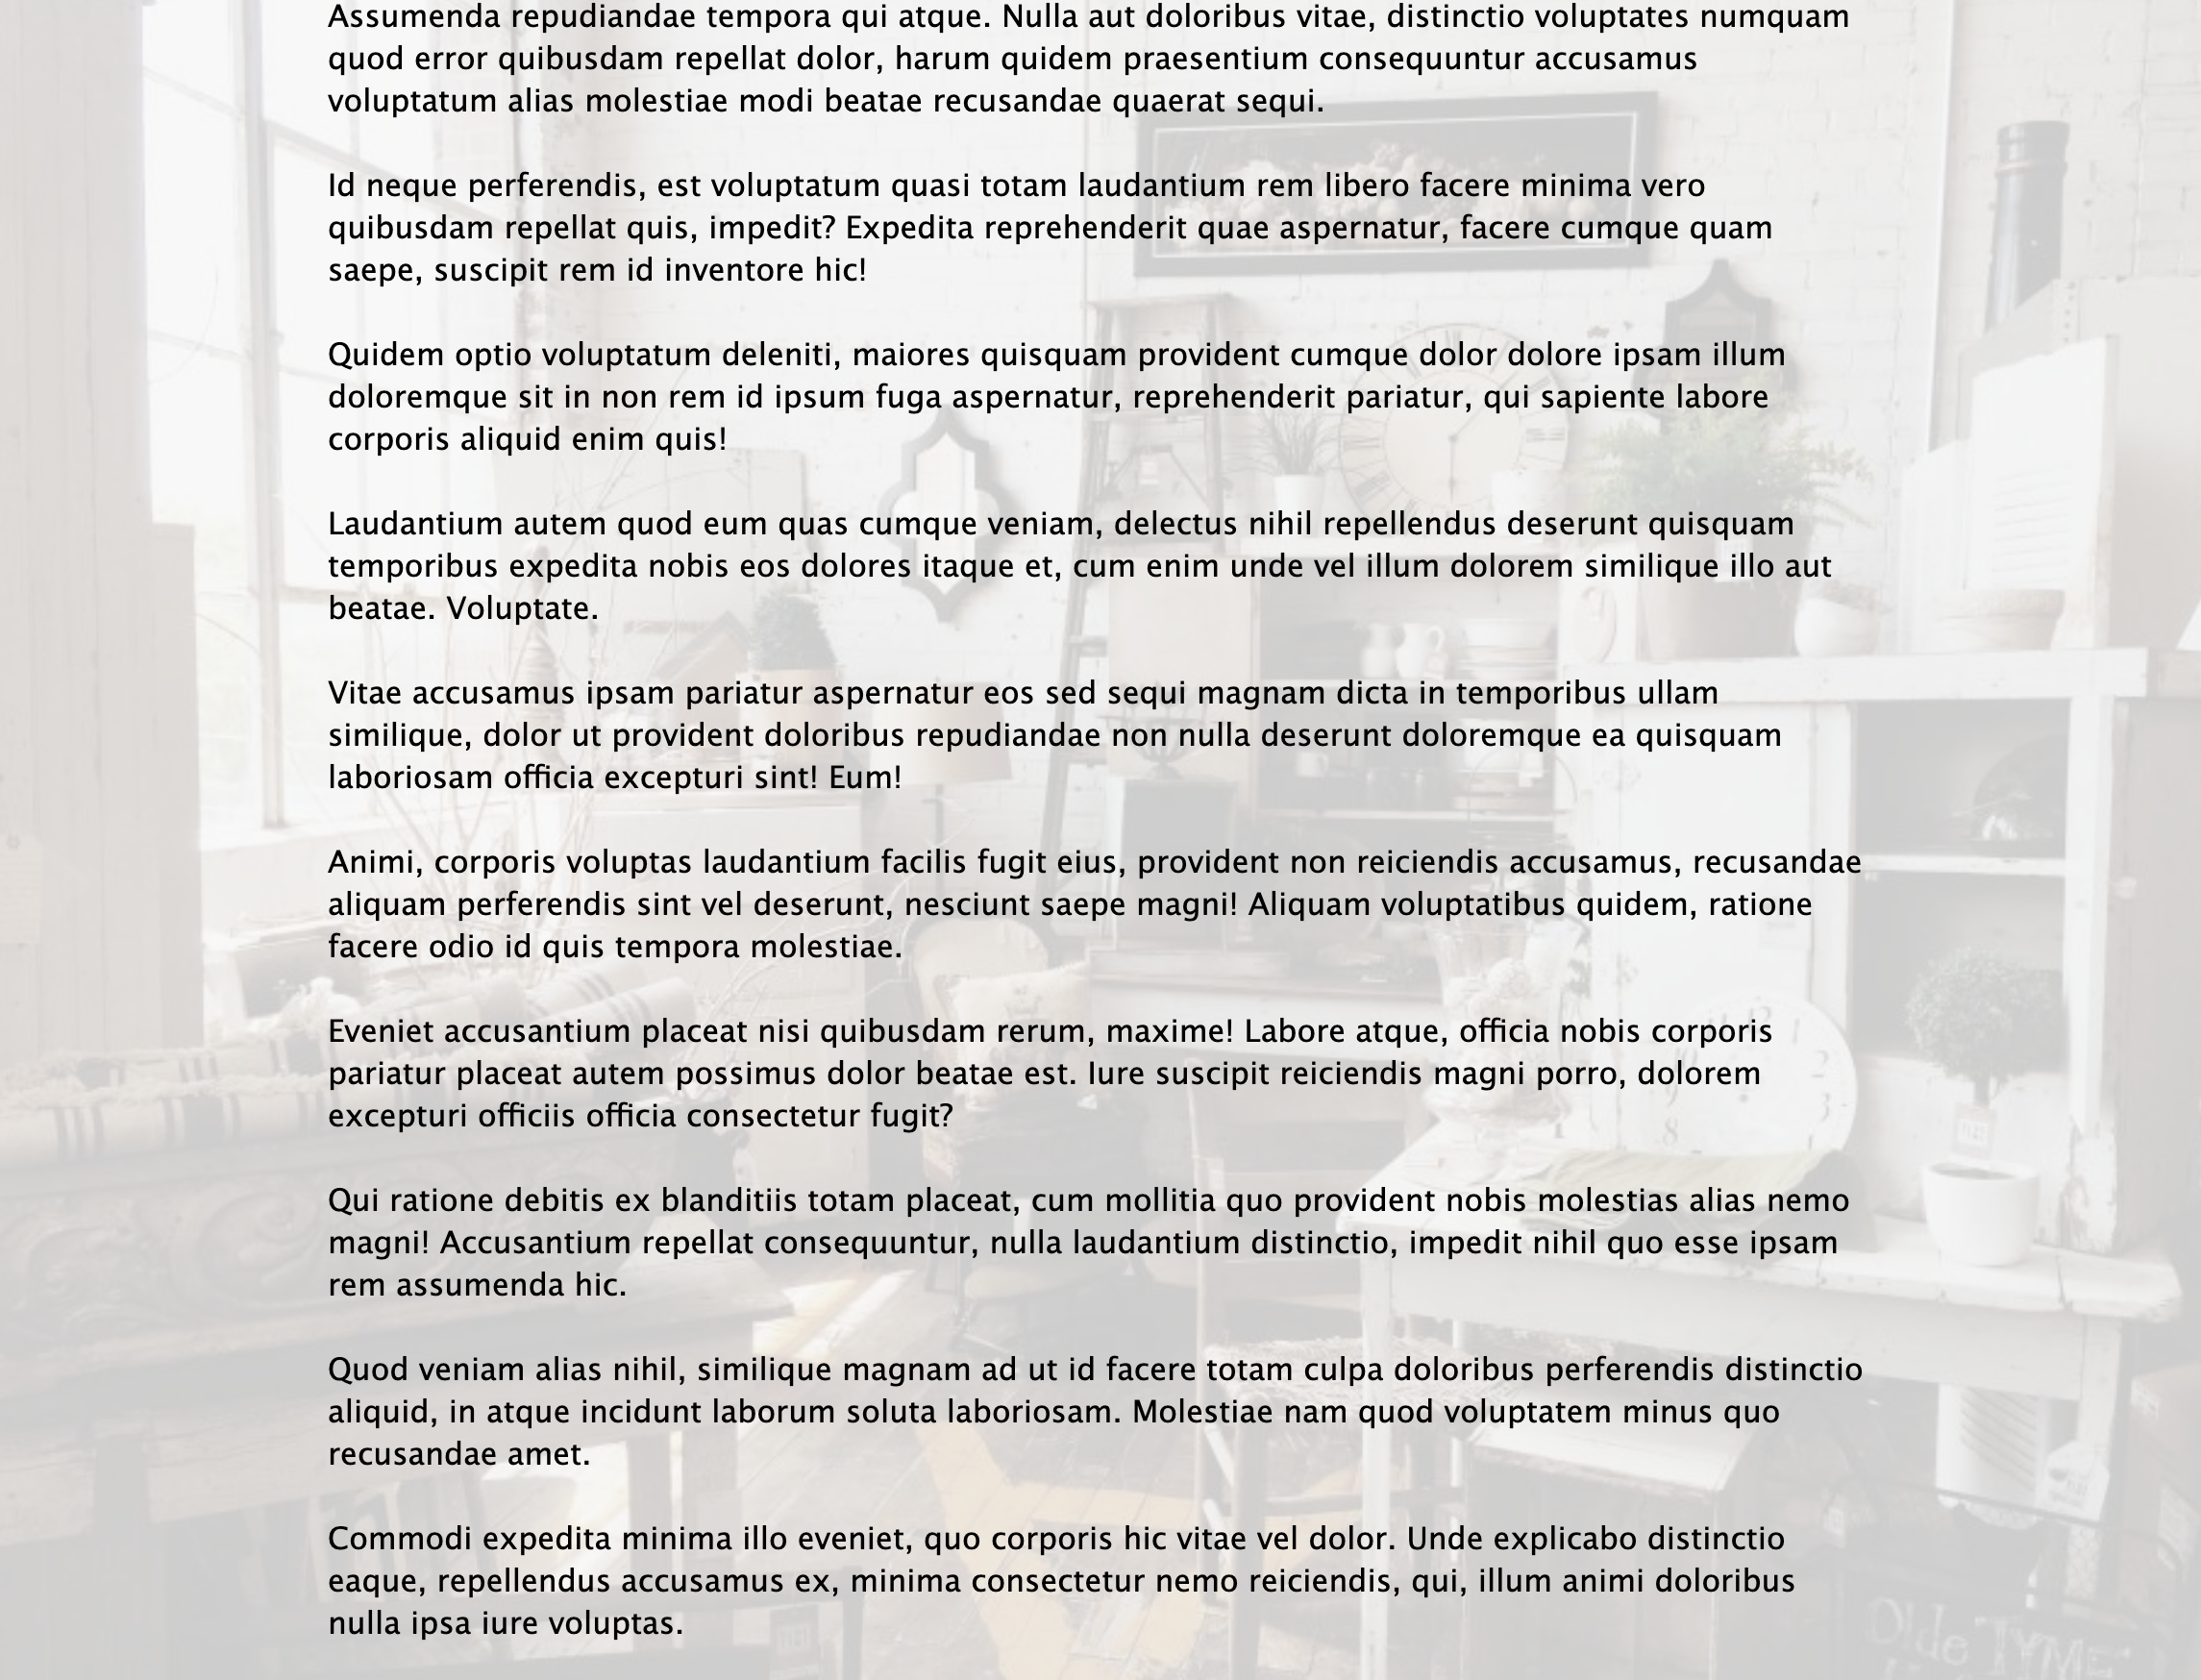 Assumenda repudiandae tempora qui atque. Nulla aut doloribus vitae, distinctio voluptates numquam
quod error quibusdam repellat dolor, harum quidem praesentium consequuntur accusamus
voluptatum alias molestiae modi beatae recusandae quaerat sequi.
Id neque perferendis, est voluptatum quasi totam laudantium rem libero facere minima vero
quibusdam repellat quis, impedit? Expedita reprehenderit quae aspernatur, facere cumque quam
saepe, suscipit rem id inventore hic!
Quidem optio voluptatum deleniti, maiores quisquam provident cumque dolor dolore ipsam illum
doloremque sit in non rem id ipsum fuga aspernatur, reprehenderit pariatur, qui sapiente labore
corporis aliquid enim quis!
Laudantium autem quod eum quas cumque veniam, delectus nihil repellendus deserunt quisquam
temporibus expedita nobis eos dolores itaque et, cum enim unde vel illum dolorem similique illo aut
beatae. Voluptate.
Vitae accusamus ipsam pariatur aspernatur eos sed sequi magnam dicta in temporibus ullam
similique, dolor ut provident doloribus repudiandae non nulla deserunt doloremque ea quisquam
laboriosam officia excepturi sint! Eum!
Animi, corporis voluptas laudantium facilis fugit eius, provident non reiciendis accusamus, recusandae
aliquam perferendis sint vel deserunt, nesciunt saepe magni! Aliquam voluptatibus quidem, ratione
facere odio id quis tempora molestiae.
Eveniet accusantium placeat nisi quibusdam rerum, maxime! Labore atque, officia nobis corporis
pariatur placeat autem possimus dolor beatae est. Iure suscipit reiciendis magni porro, dolorem
excepturi officiis officia consectetur fugit?
Qui ratione debitis ex blanditiis totam placeat, cum mollitia quo provident nobis molestias alias nemo
magni! Accusantium repellat consequuntur, nulla laudantium distinctio, impedit nihil quo esse ipsam
rem assumenda hic.
Quod veniam alias nihil, similique magnam ad ut id facere totam culpa doloribus perferendis distinctio
aliquid, in atque incidunt laborum soluta laboriosam. Molestiae nam quod voluptatem minus quo
recusandae amet.
Commodi expedita minima illo eveniet, quo corporis hic vitae vel dolor. Unde explicabo distinctio
eaque, repellendus accusamus ex, minima consectetur nemo reiciendis, qui, illum animi doloribus
nulla ipsa iure voluptas.
Olde TYME